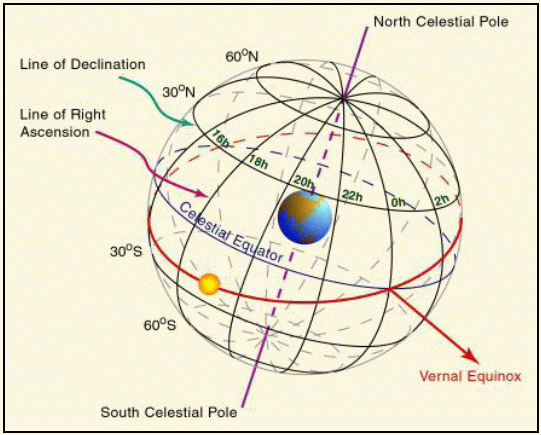 North Celestial Pole
60°N
Line of Declination
30°N
Line of Right
Ascension
16h
18h
20h
22h
0h
2h
Celestial Equator
30°S
60°S
Vernal Equinox
South Celestial Pole